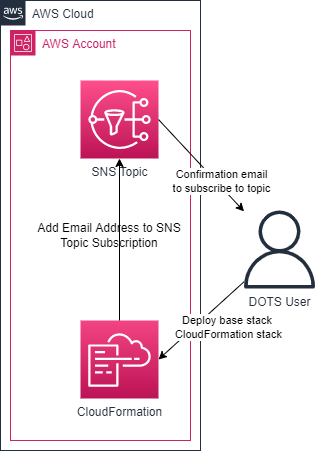 aws
AWS Cloud
AWS Account
SNS Topic
Confirmation email
to subscribe to topic
Add Email Address to SNS
Topic Subscription
DOTS User
Deploy base stack
CloudFormation stack
CloudFormation